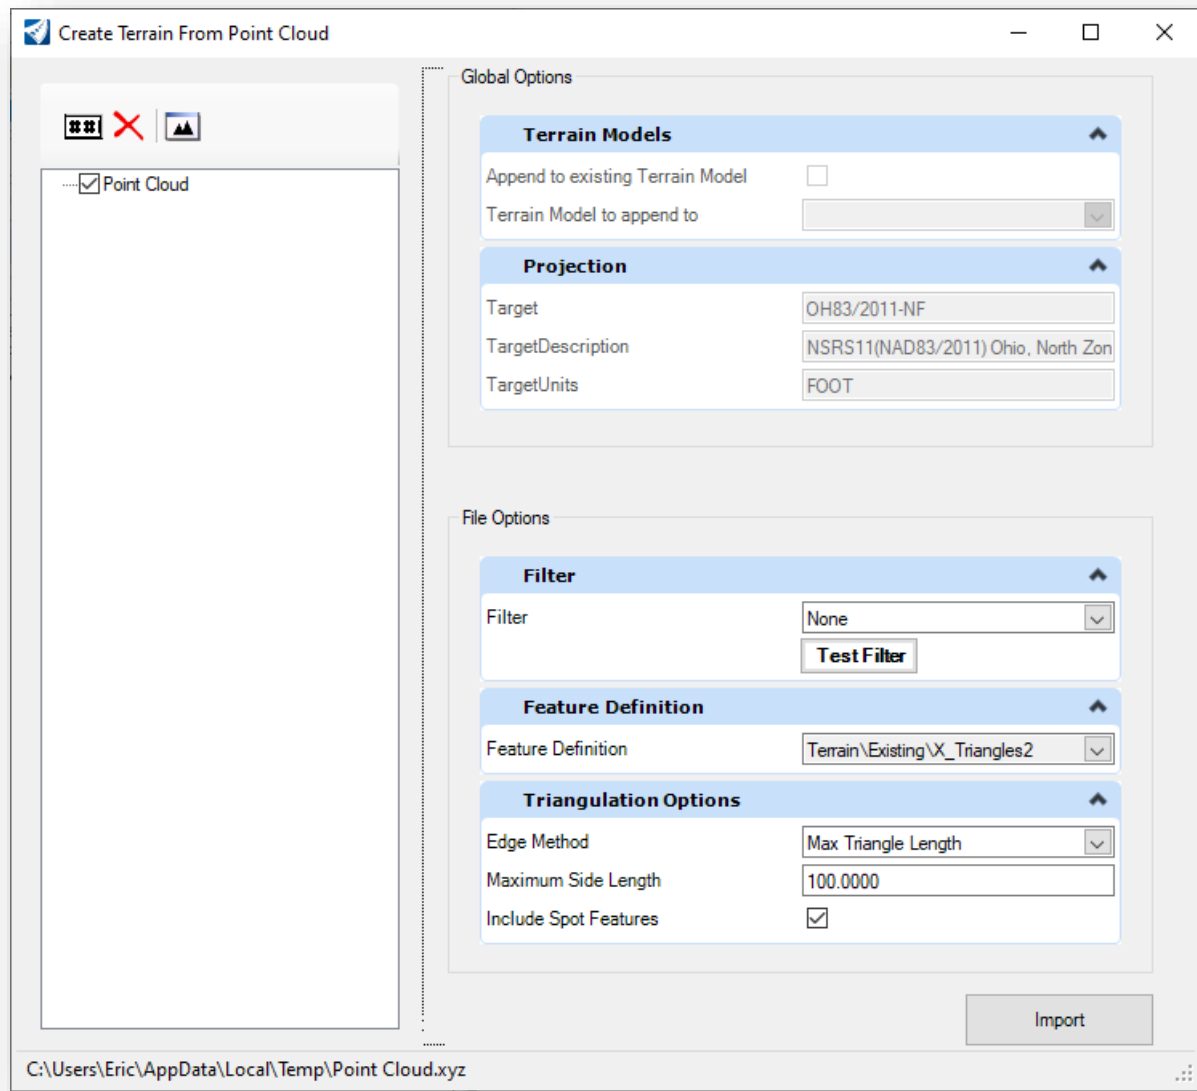 Create Terrain From Point Cloud
Point Cloud
Global Options
Terrain Models
Append to existing Terrain Model
Terrain Model to append to
Projection
Target OH83/2011-NF
TargetDescription NSRS11(NAD83/2011) Ohio, North Zon
TargetUnits FOOT
File Options
Filter
Filter None
Test Filter
Feature Definition
Feature Definition Terrain\Existing\X_Triangles2
Triangulation Options
Edge Method Max Triangle Length
Maximum Side Length 100.0000
Include Spot Features
Import
C:\Users\Eric\AppData\Local\Temp\Point Cloud.xyz